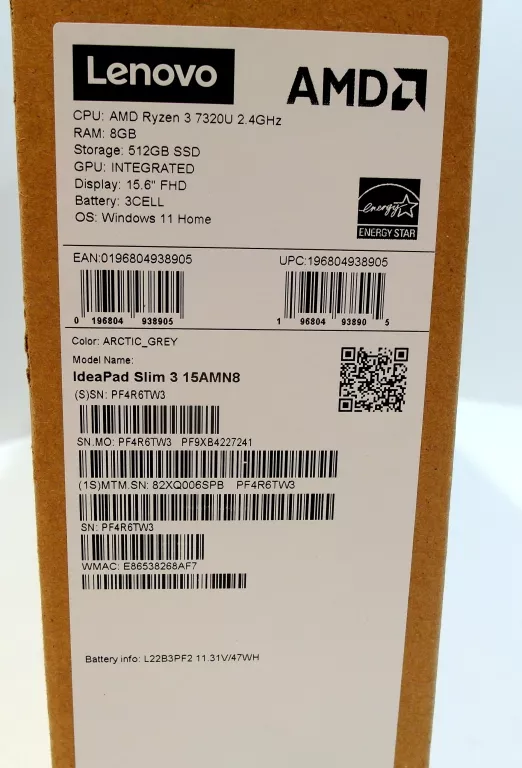 Lenovo
AMD
CPU: AMD Ryzen 3 7320U 2.4GHz
RAM: 8GB
Storage: 512GB SSD
GPU: INTEGRATED
Display: 15.6" FHD
Battery: 3CELL
OS: Windows 11 Home
energy
ENERGY STAR
EAN:0196804938905
UPC:196804938905
0 196804 938905
1 96804 93890 5
Color: ARCTIC_GREY
Model Name:
IdeaPad Slim 3 15AMN8
(S)SN: PF4R6TW3
SN.MO: PF4R6TW3 PF9XB4227241
(1S)MTM.SN: 82XQ006SPB PF4R6TW3
SN: PF4R6TW3
WMAC: E86538268AF7
Battery info: L22B3PF2 11.31V/47WH